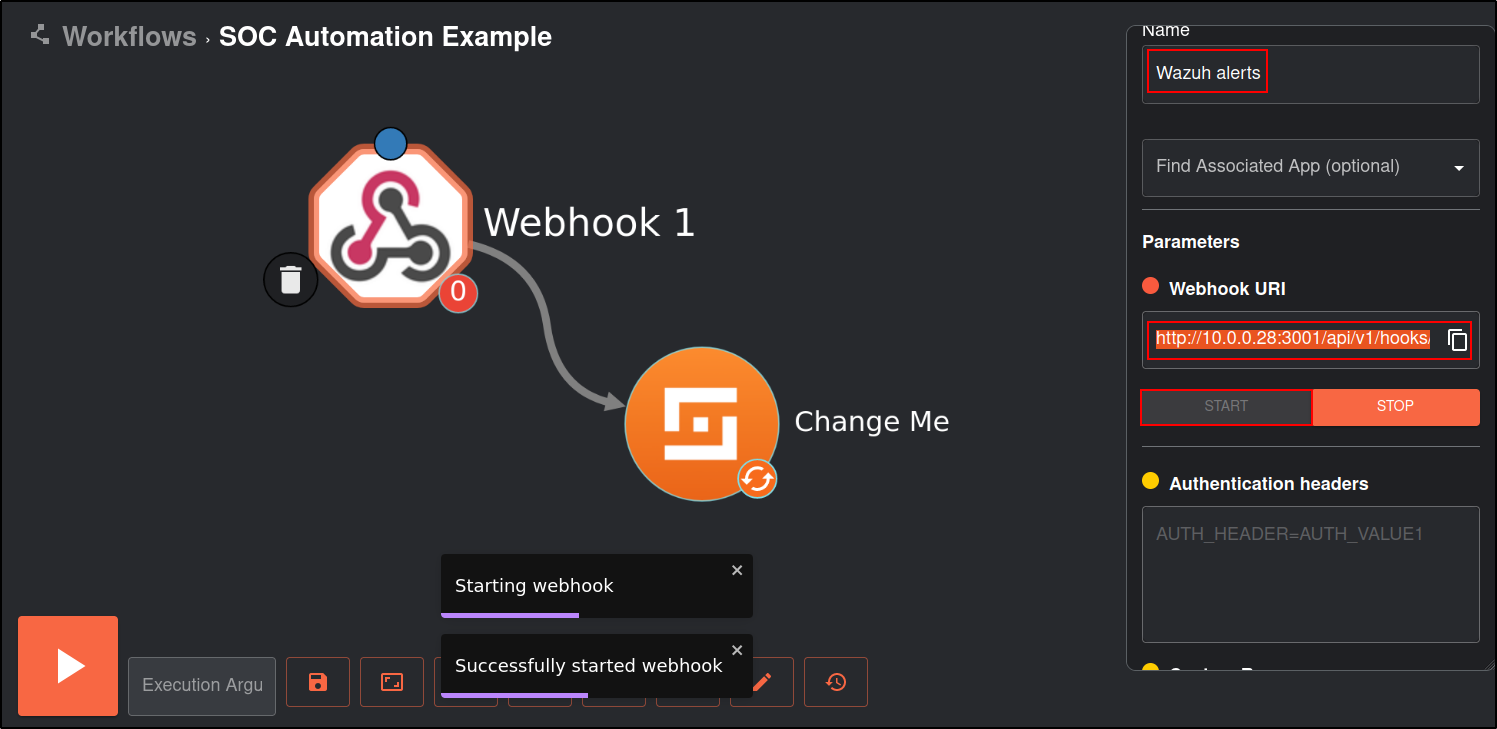 Workflows › SOC Automation Example
Webhook 1
0
Change Me
Starting webhook
×
Successfully started webhook
×
Execution Argu
Name
Wazuh alerts
Find Associated App (optional)
Parameters
Webhook URI
http://10.0.0.28:3001/api/v1/hooks/
START
STOP
Authentication headers
AUTH_HEADER=AUTH_VALUE1